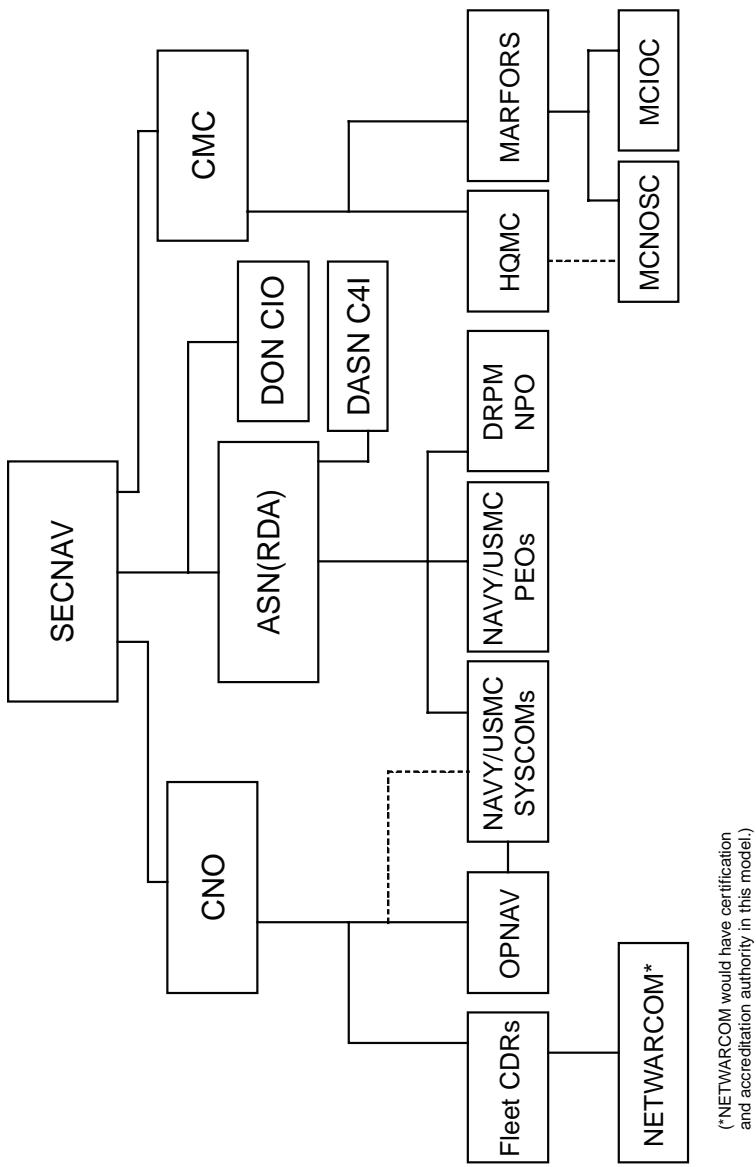 SECNAV
CNO
CMC
DON CIO
ASN(RDA)
DASN C4I
Fleet CDRs
OPNAV
NAVY/USMC
SYSCOMs
NAVY/USMC
PEOs
DRPM
NPO
HQMC
MARFORS
NETWARCOM*
MCNOSC
MCIOC
(*NETWARCOM would have certification
and accreditation authority in this model.)